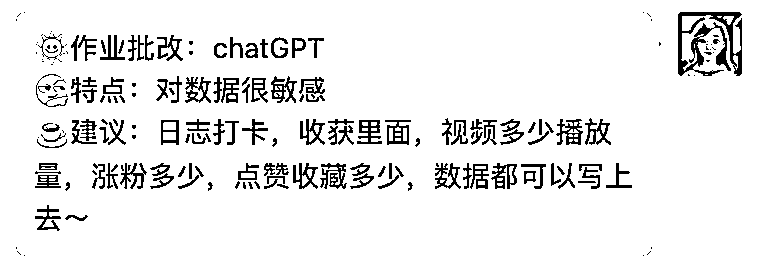 🌞作业批改：chatGPT
😏特点：对数据很敏感
☕建议：日志打卡，收获里面，视频多少播放
量，涨粉多少，点赞收藏多少，数据都可以写上
去～